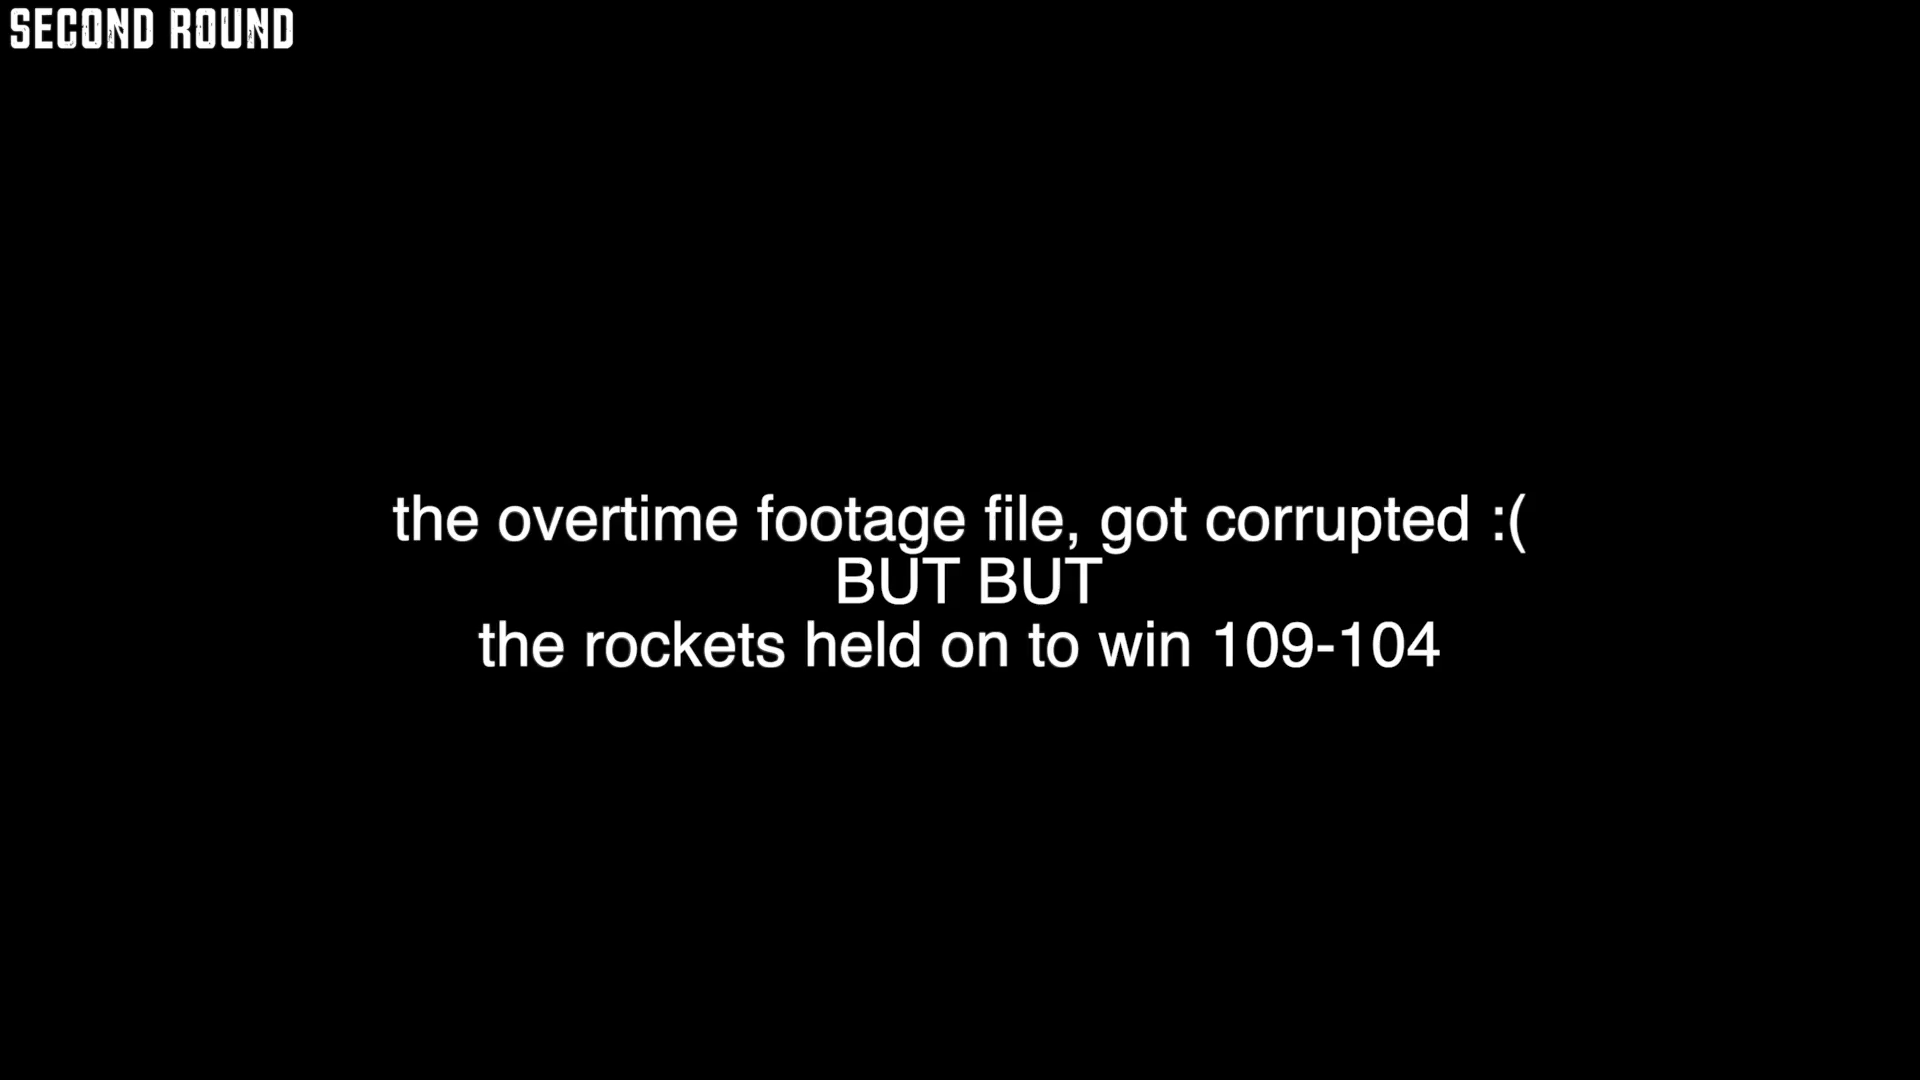 SECOND ROUND
the overtime footage file, got corrupted :(
BUT BUT
the rockets held on to win 109-104